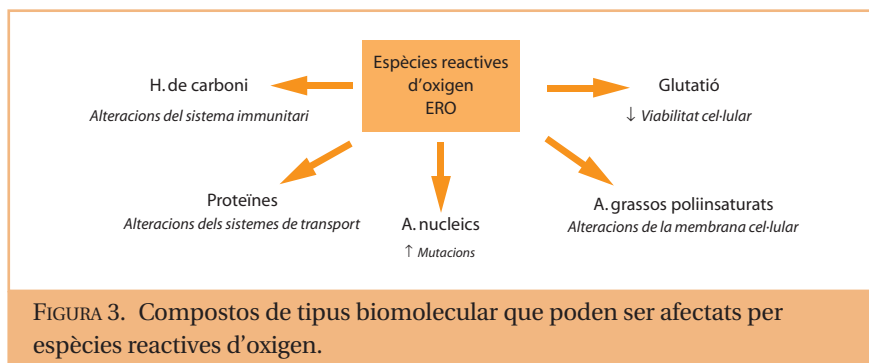 Espècies reactives
d'oxigen
ERO
H. de carboni
Alteracions del sistema immunitari
Glutatió
↓ Viabilitat cel·lular
Proteïnes
Alteracions dels sistemes de transport
A. nucleics
↑ Mutacions
A. grassos poliinsaturats
Alteracions de la membrana cel·lular
FIGURA 3. Compostos de tipus biomolecular que poden ser afectats per
espècies reactives d'oxigen.